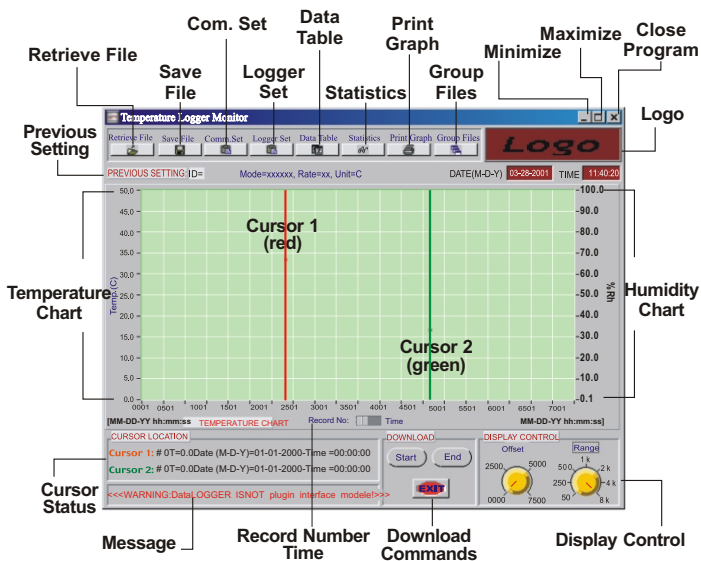 Com. Set
Data Table
Print Graph
Minimize
Maximize
Close Program
Retrieve File
Save File
Logger Set
Statistics
Group Files
Logo
Previous Setting
Temperature Logger Monitor
Retrieve File Save File Comm.Set Logger Set Data Table Statistics Print Graph Group Files
Logo
PREVIOUS SETTING: ID= Mode=xxxxxx, Rate=xx, Unit=C DATE(M-D-Y) 03-28-2001 TIME 11:40:20
50,0
45,0
40,0
35,0
30,0
25,0
20,0
15,0
10,0
5,0
0,0
Temp.(C)
Temperature Chart
Cursor 1 (red)
Cursor 2 (green)
-100.0
-90.0
-80.0
-70.0
-60.0
-50.0
-40.0
-30.0
-20.0
-10.0
-0.1
% Rh
Humidity Chart
0001 0501 1001 1501 2001 2501 3001 3501 4001 4501 5001 5501 6001 6501 7001
[MM-DD-YY hh:mm:ss TEMPERATURE CHART Record No: Time MM-DD-YY hh:mm:ss]
CURSOR LOCATION
Cursor 1: # 0T=0.0Date (M-D-Y)=01-01-2000-Time =00:00:00
Cursor 2: # 0T=0.0Date (M-D-Y)=01-01-2000-Time =00:00:00
<<<WARNING:DataLOGGER ISNOT plugin interface modele!>>>
DOWNLOAD
Start End
EXIT
DISPLAY CONTROL
Offset
2500 5000
0000 7500
Range
1 k
500 2 k
250 4 k
50 8 k
Cursor Status
Message
Record Number Time
Download Commands
Display Control